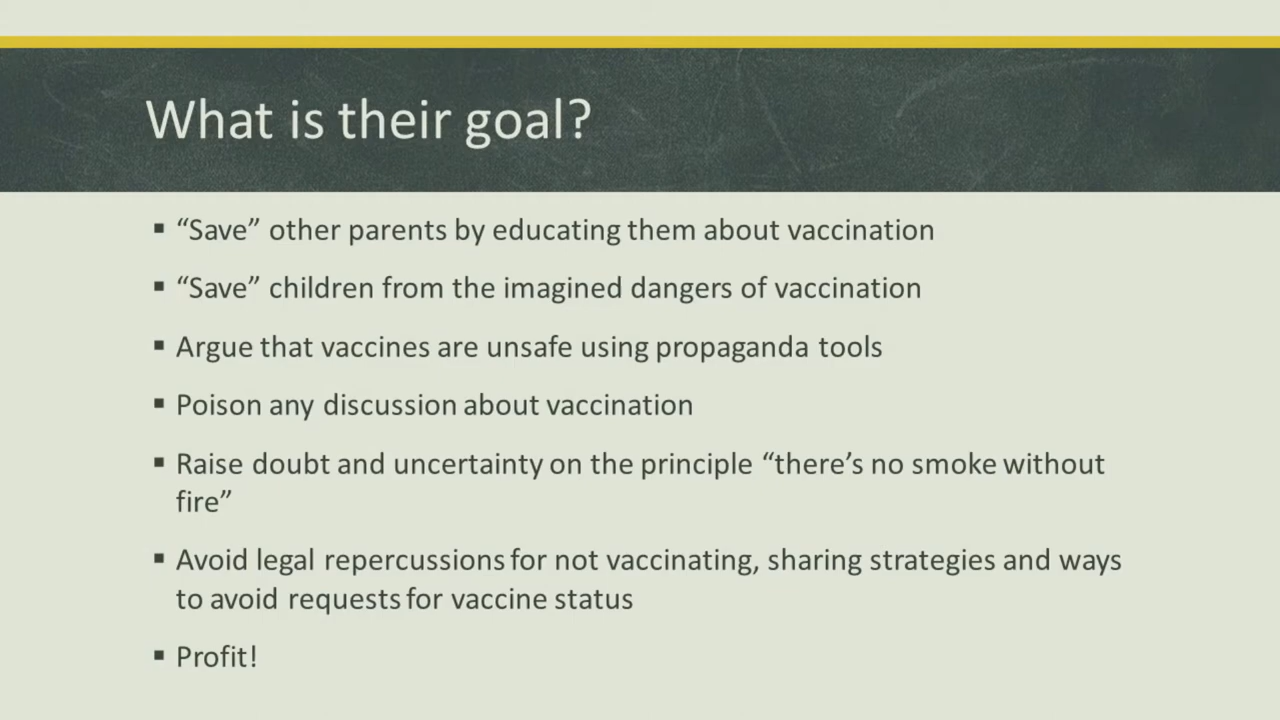 What is their goal?
▪ “Save” other parents by educating them about vaccination
▪ “Save” children from the imagined dangers of vaccination
▪ Argue that vaccines are unsafe using propaganda tools
▪ Poison any discussion about vaccination
▪ Raise doubt and uncertainty on the principle “there’s no smoke without
fire”
▪ Avoid legal repercussions for not vaccinating, sharing strategies and ways
to avoid requests for vaccine status
▪ Profit!